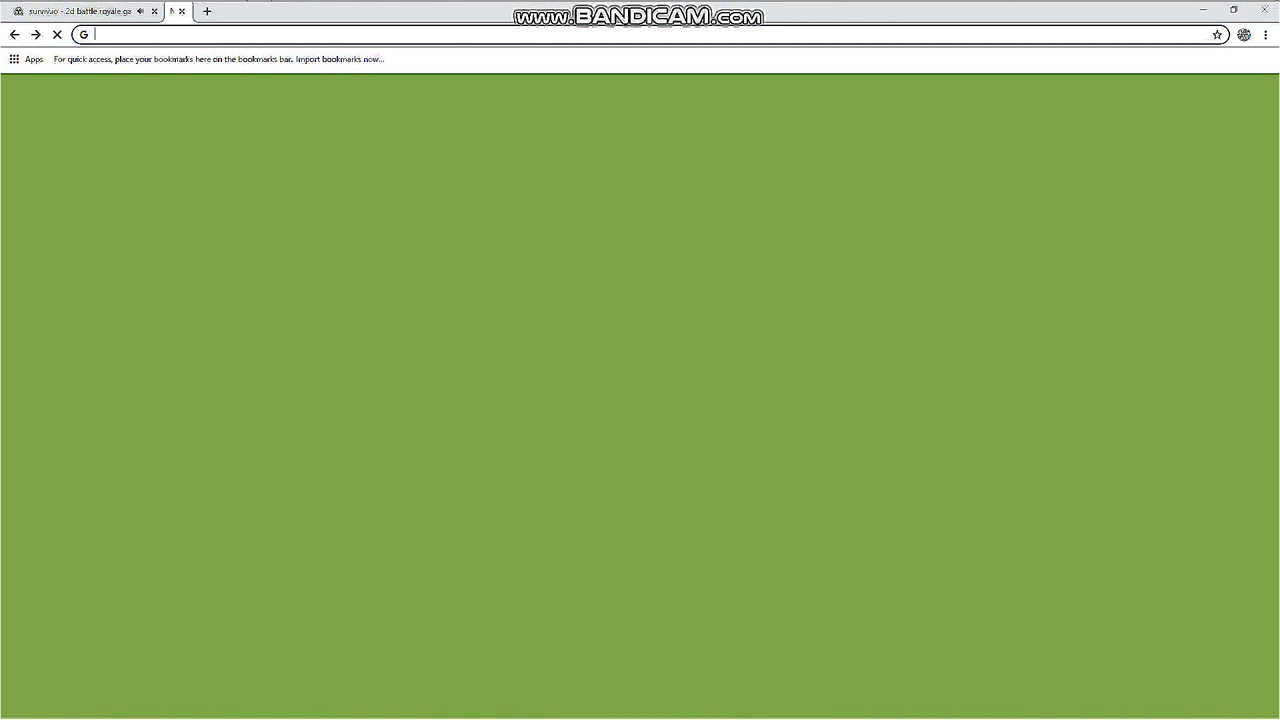 surviv.io - 2d battle royale ga
N
www.BANDICAM.com
G
Apps
For quick access, place your bookmarks here on the bookmarks bar. Import bookmarks now...